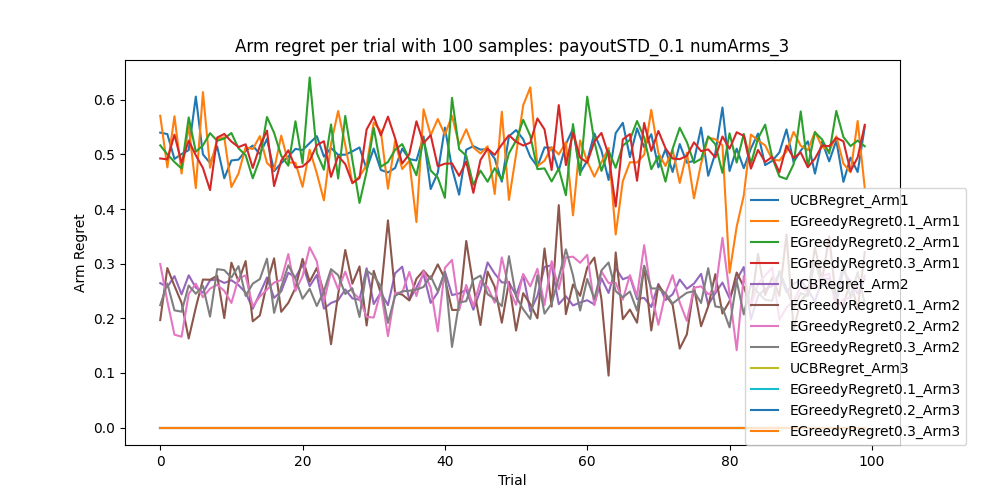 Arm regret per trial with 100 samples: payoutSTD_0.1 numArms_3
Arm Regret
0.6
0.5
0.4
0.3
0.2
0.1
0.0
UCBRegret_Arm1
EGreedyRegret0.1_Arm1
EGreedyRegret0.2_Arm1
EGreedyRegret0.3_Arm1
UCBRegret_Arm2
EGreedyRegret0.1_Arm2
EGreedyRegret0.2_Arm2
EGreedyRegret0.3_Arm2
UCBRegret_Arm3
EGreedyRegret0.1_Arm3
EGreedyRegret0.2_Arm3
EGreedyRegret0.3_Arm3
0 20 40 60 80 100
Trial